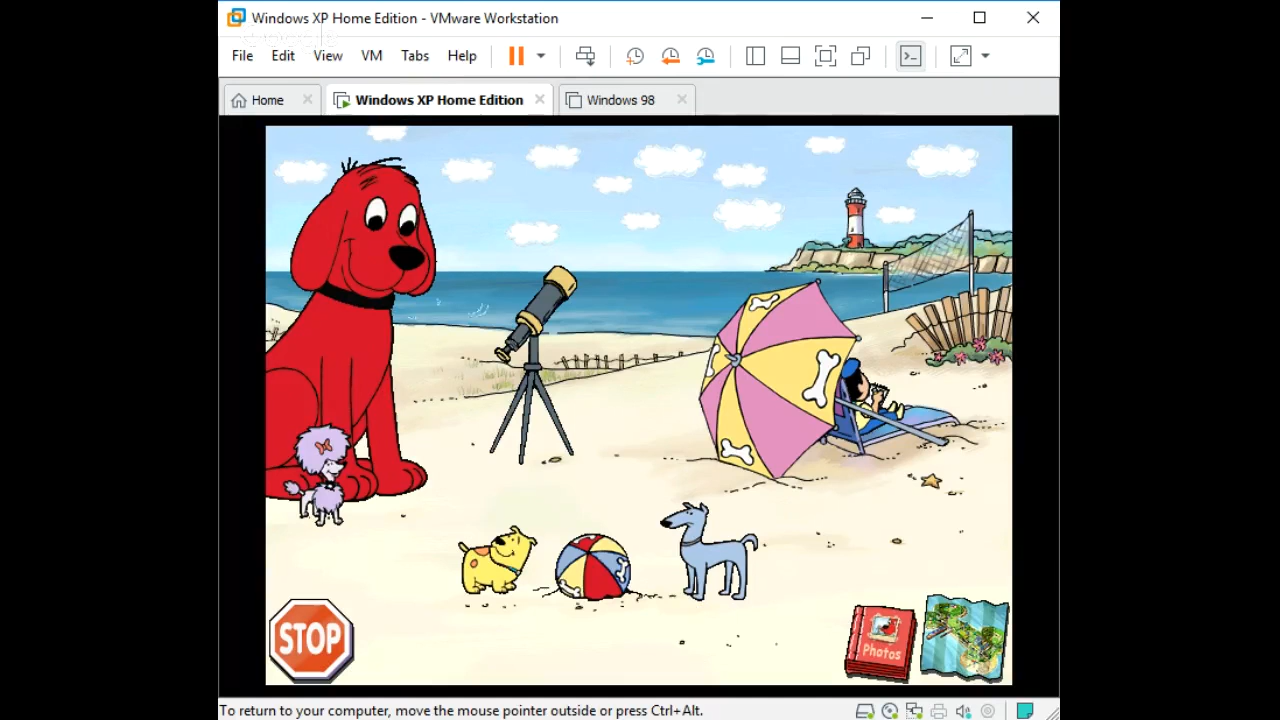 Windows XP Home Edition - VMware Workstation
Google
File Edit View VM Tabs Help
Home Windows XP Home Edition Windows 98
STOP
Photos
To return to your computer, move the mouse pointer outside or press Ctrl+Alt.